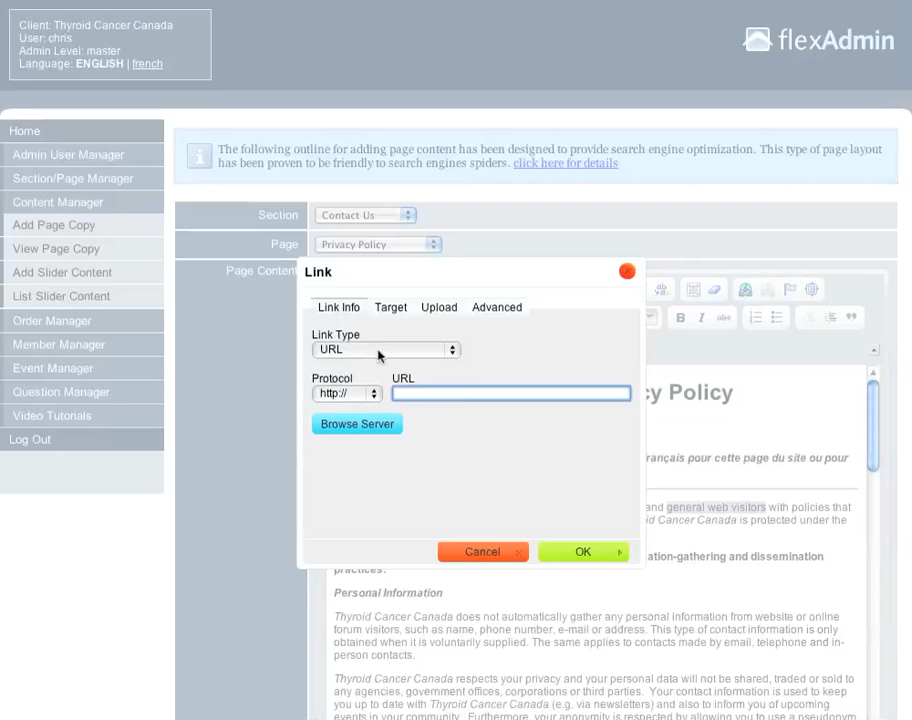 Client: Thyroid Cancer Canada
User: chris
Admin Level: master
Language: ENGLISH | french
flexAdmin
Home
Admin User Manager
Section/Page Manager
Content Manager
Add Page Copy
View Page Copy
Add Slider Content
List Slider Content
Order Manager
Member Manager
Event Manager
Question Manager
Video Tutorials
Log Out
The following outline for adding page content has been designed to provide search engine optimization. This type of page layout
has been proven to be friendly to search engines spiders. click here for details
Section
Contact Us
Page
Privacy Policy
Page Content
Link
Link Info
Target
Upload
Advanced
Link Type
URL
Protocol
URL
http://
Browse Server
Cancel
OK
B I abc
cy Policy
rançais pour cette page du site ou pour
and general web visitors with policies that
id Cancer Canada is protected under the
ation-gathering and dissemination
practices:
Personal Information
Thyroid Cancer Canada does not automatically gather any personal information from website or online
forum visitors, such as name, phone number, e-mail or address. This type of contact information is only
obtained when it is voluntarily supplied. The same applies to contacts made by email, telephone and in-
person contacts.
Thyroid Cancer Canada respects your privacy and your personal data will not be shared, traded or sold to
any agencies, government offices, corporations or third parties. Your contact information is used to keep
you up to date with Thyroid Cancer Canada (e.g. via newsletters) and also to inform you of upcoming
events in your community. Furthermore, your anonymity is respected by allowing you to use a pseudonym